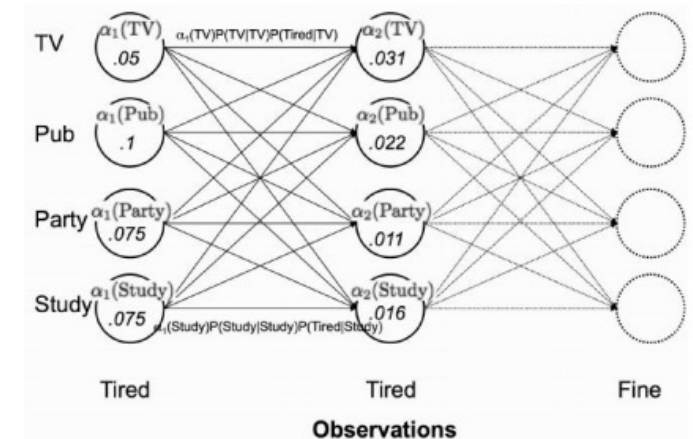 TV
α₁(TV)
.05
α₁(TV)P(TV|TV)P(Tired|TV)
α₂(TV)
.031
Pub
α₁(Pub)
.1
α₂(Pub)
.022
Party
α₁(Party)
.075
α₂(Party)
.011
Study
α₁(Study)
.075
α₁(Study)P(Study|Study)P(Tired|Study)
α₂(Study)
.016
Tired Tired Fine
Observations